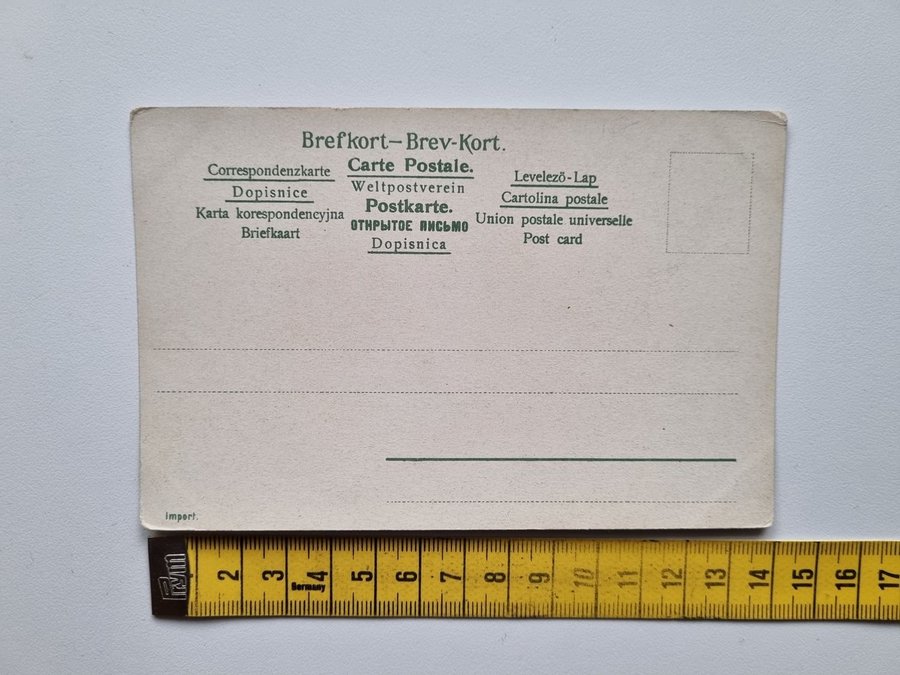 Brefkort–Brev-Kort.
Correspondenzkarte
Dopisnice
Karta korespondencyjna
Briefkaart
Carte Postale.
Weltpostverein
Postkarte.
ОТКРЫТОЕ ПИСЬМО
Dopisnica
Levelező-Lap
Cartolina postale
Union postale universelle
Post card
Import.
2 3 4 5 6 7 8 9 10 11 12 13 14 15 16 17
Germany